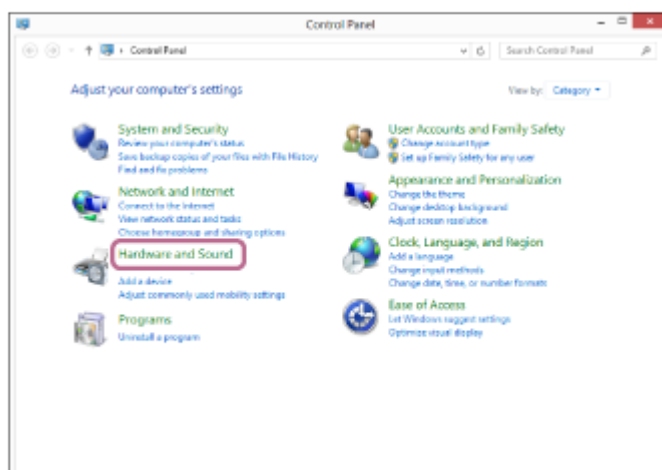 Control Panel
Control Panel
Search Control Panel
Adjust your computer's settings
View by: Category
System and Security
Review your computer's status
Save backup copies of your files with File History
Find and fix problems
Network and Internet
Connect to the Internet
View network status and tasks
Choose homegroup and sharing options
Hardware and Sound
Add a device
Adjust commonly used mobility settings
Programs
Uninstall a program
User Accounts and Family Safety
Change account type
Set up Family Safety for any user
Appearance and Personalization
Change the theme
Change desktop background
Adjust screen resolution
Clock, Language, and Region
Add a language
Change input methods
Change date, time, or number formats
Ease of Access
Let Windows suggest settings
Optimize visual display